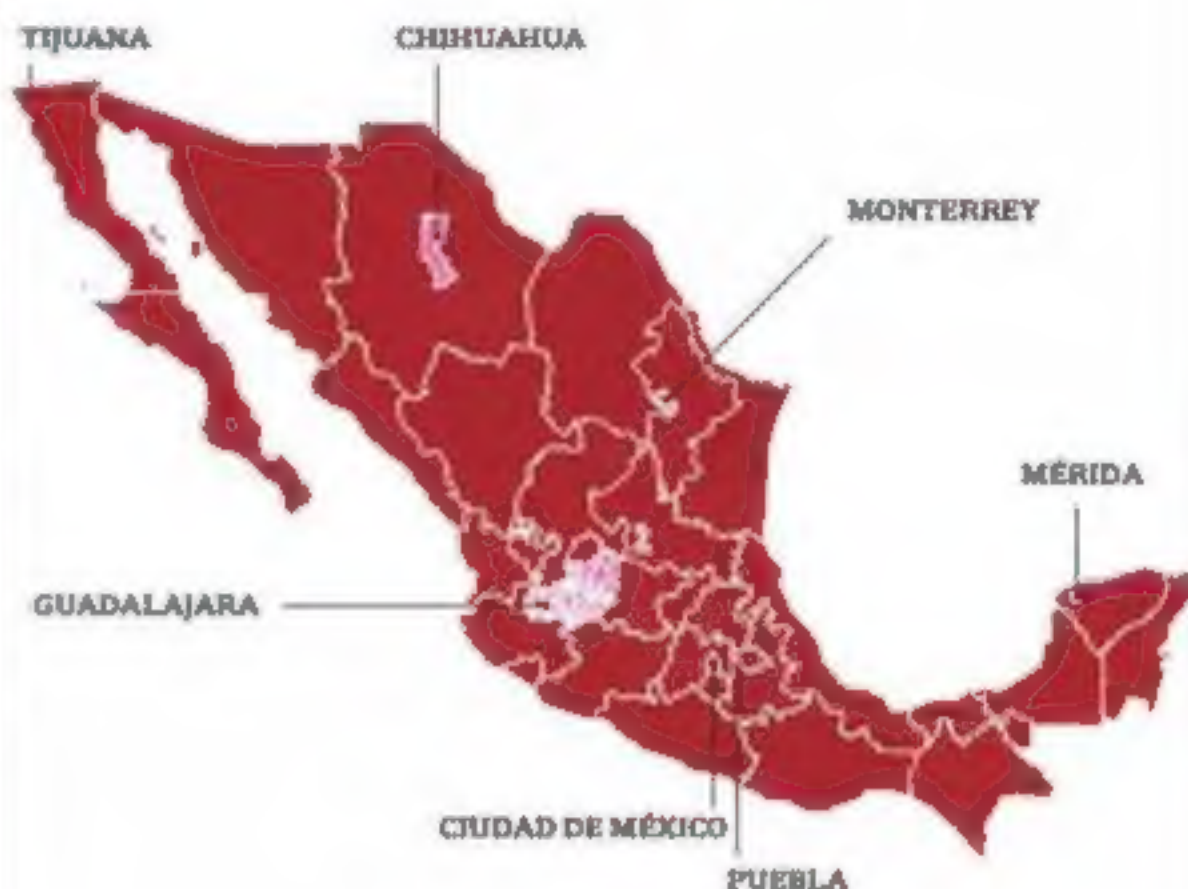 TIJUANA
CHIHUAHUA
MONTERREY
MÉRIDA
GUADALAJARA
CIUDAD DE MÉXICO
PUEBLA